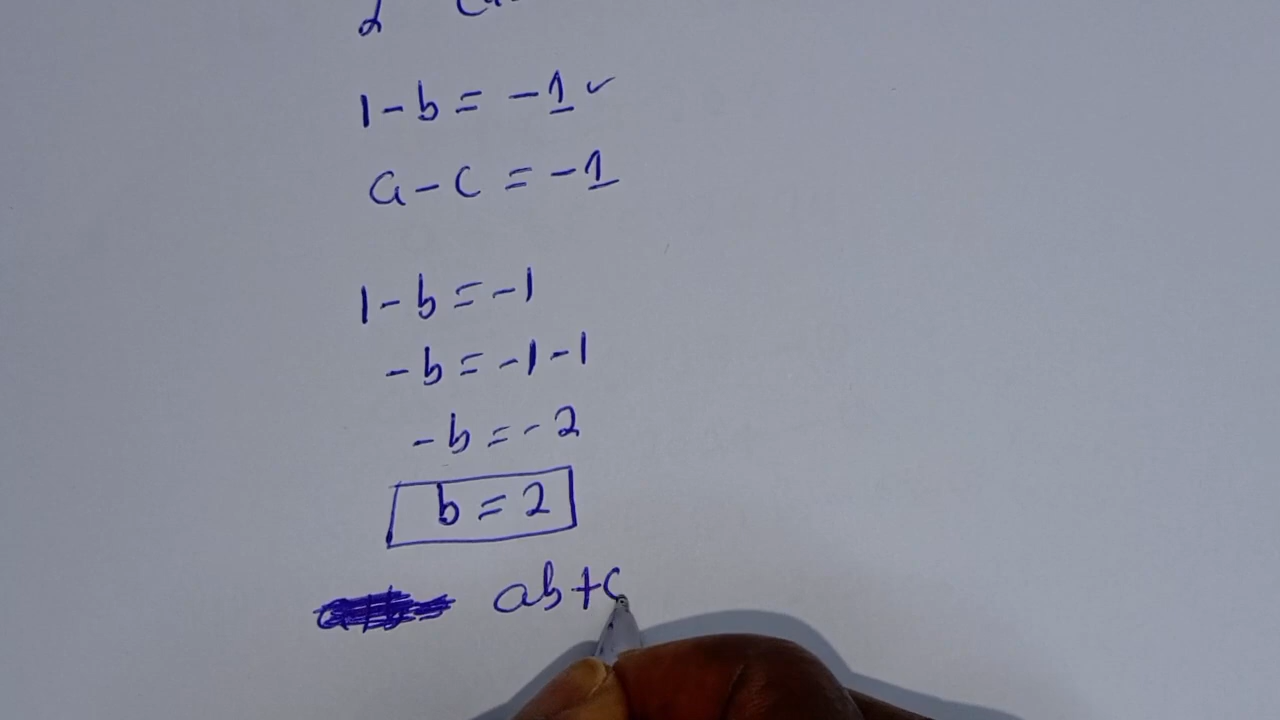 1-b = -1 ✓
a-c = -1
1-b = -1
-b = -1-1
-b = -2
b = 2
ab+c